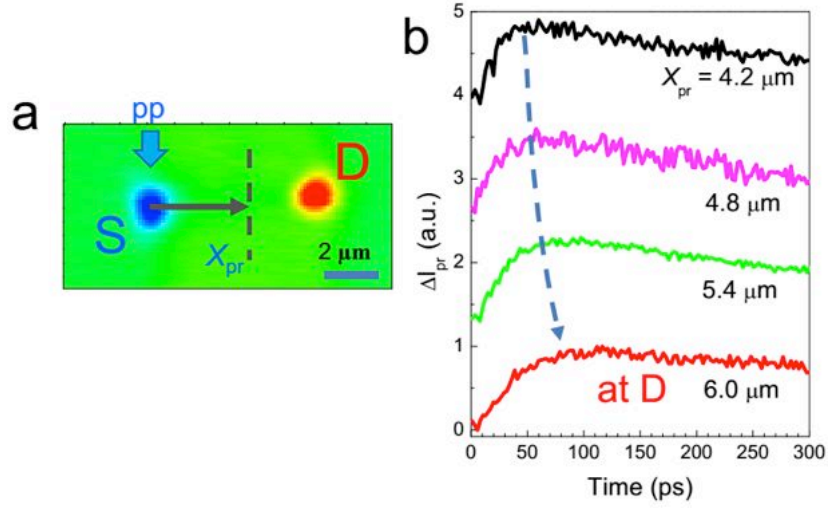 a
pp
S
D
Xpr
2 μm
b
5
4
3
2
1
0
ΔIpr (a.u.)
Xpr = 4.2 μm
4.8 μm
5.4 μm
at D
6.0 μm
0 50 100 150 200 250 300
Time (ps)